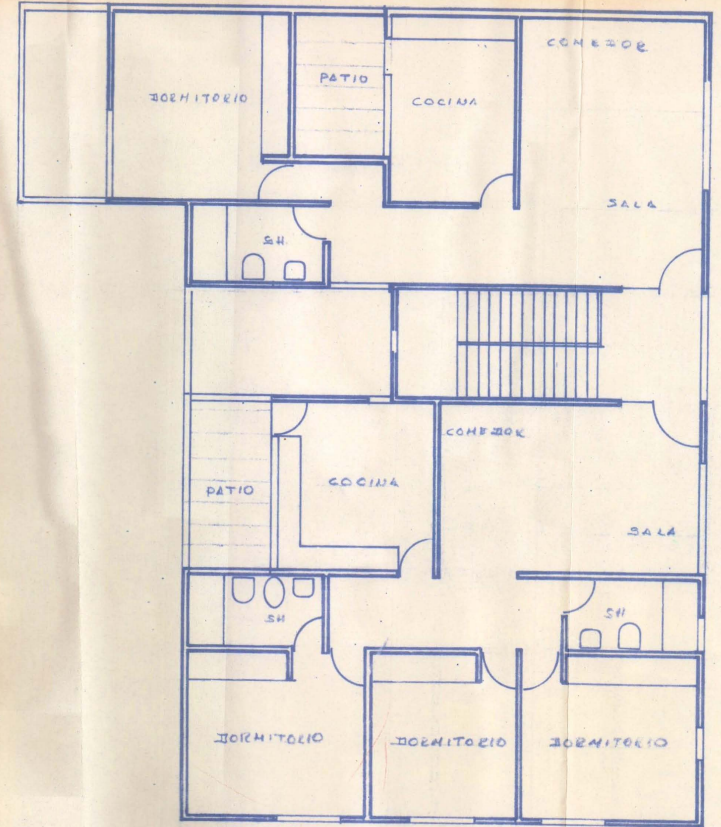 COMEDOR
PATIO
DORMITORIO
COCINA
SALA
SH.
COMEDOR
COCINA
PATIO
SALA
SH
SH
DORMITORIO
DORMITORIO
DORMITORIO